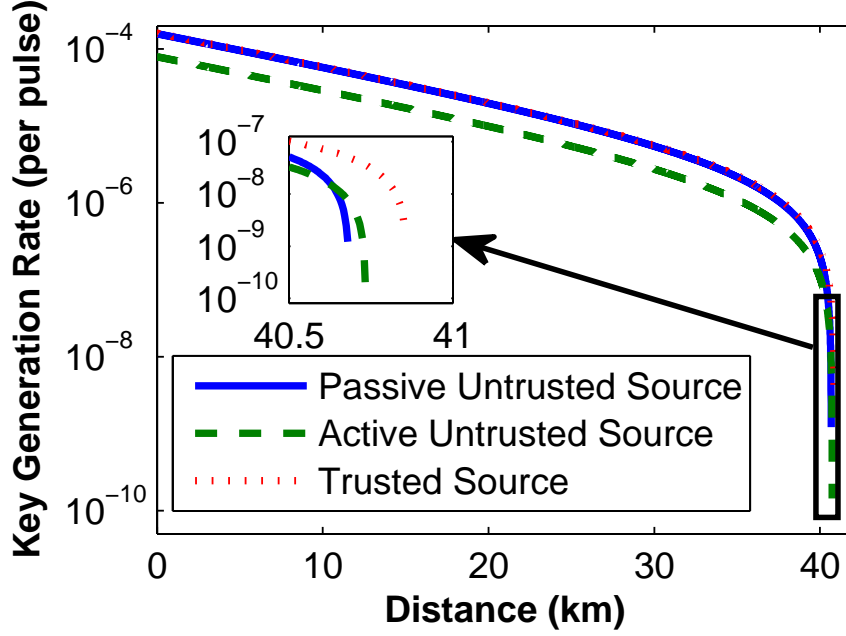 Key Generation Rate (per pulse)
10−4
10−6
10−8
10−10
10−7
10−8
10−9
10−10
40.5 41
Passive Untrusted Source
Active Untrusted Source
Trusted Source
0 10 20 30 40
Distance (km)